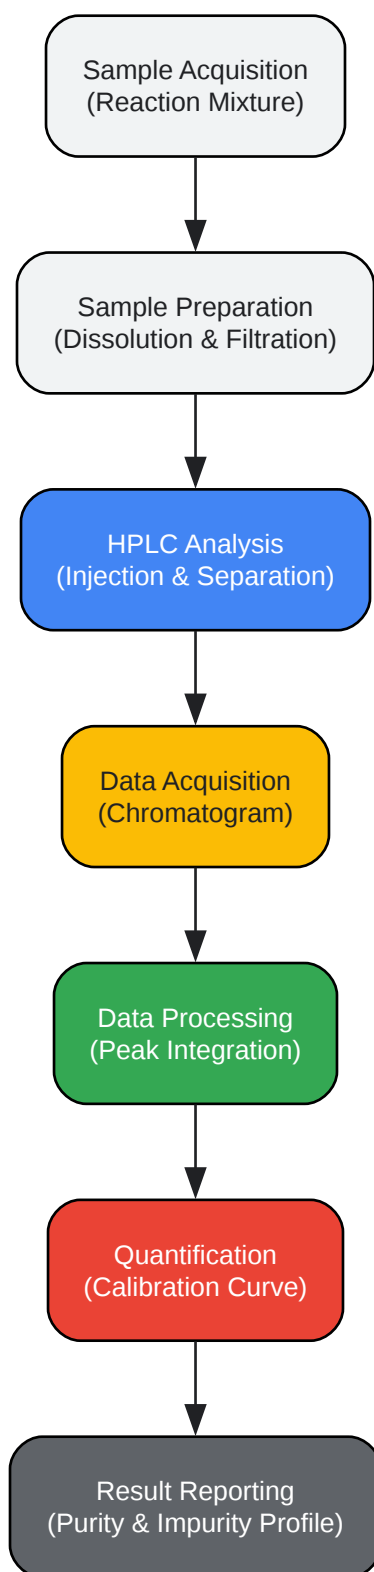 Sample Acquisition
(Reaction Mixture)
Sample Preparation
(Dissolution & Filtration)
HPLC Analysis
(Injection & Separation)
Data Acquisition
(Chromatogram)
Data Processing
(Peak Integration)
Quantification
(Calibration Curve)
Result Reporting
(Purity & Impurity Profile)